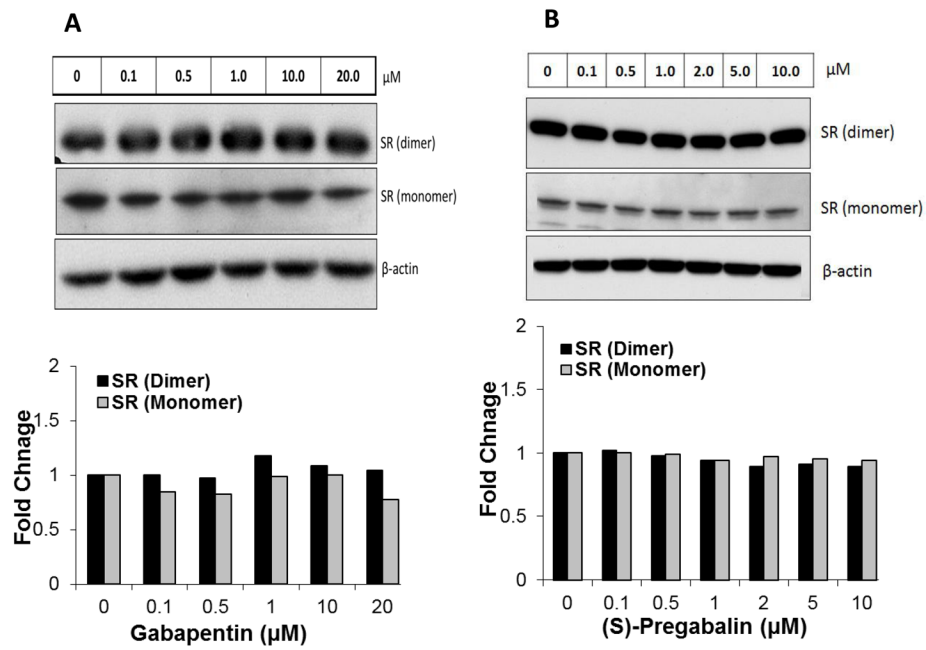 A
0 0.1 0.5 1.0 10.0 20.0 µM
SR (dimer)
SR (monomer)
β-actin
2
1.5
1
0.5
0
Fold Chnage
SR (Dimer)
SR (Monomer)
0 0.1 0.5 1 10 20
Gabapentin (µM)
B
0 0.1 0.5 1.0 2.0 5.0 10.0 µM
SR (dimer)
SR (monomer)
β-actin
2
1.5
1
0.5
0
Fold Chnage
SR (Dimer)
SR (Monomer)
0 0.1 0.5 1 2 5 10
(S)-Pregabalin (µM)